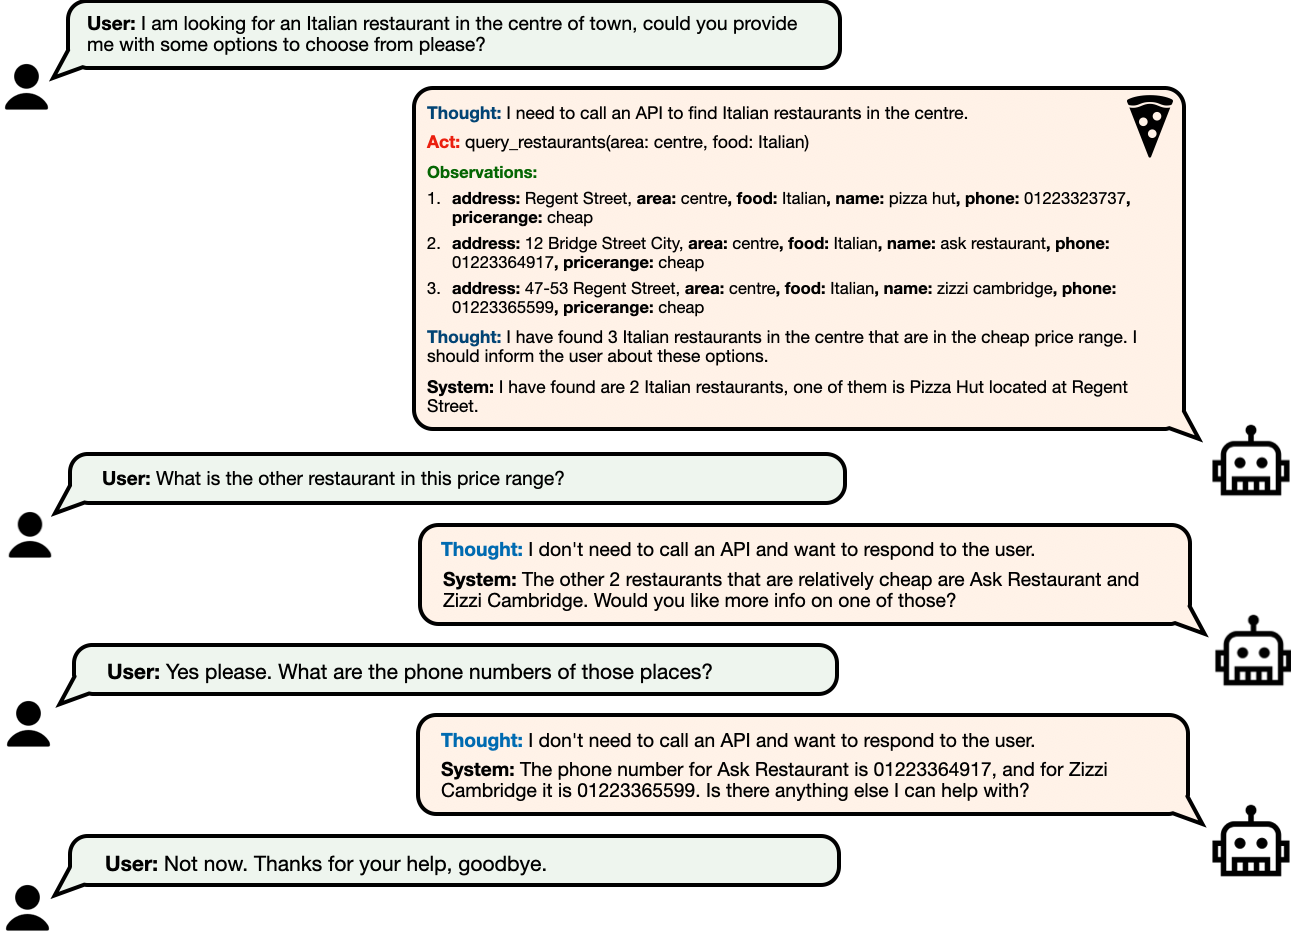 User: I am looking for an Italian restaurant in the centre of town, could you provide
me with some options to choose from please?
Thought: I need to call an API to find Italian restaurants in the centre.
Act: query_restaurants(area: centre, food: Italian)
Observations:
1. address: Regent Street, area: centre, food: Italian, name: pizza hut, phone: 01223323737,
pricerange: cheap
2. address: 12 Bridge Street City, area: centre, food: Italian, name: ask restaurant, phone:
01223364917, pricerange: cheap
3. address: 47-53 Regent Street, area: centre, food: Italian, name: zizzi cambridge, phone:
01223365599, pricerange: cheap
Thought: I have found 3 Italian restaurants in the centre that are in the cheap price range. I
should inform the user about these options.
System: I have found are 2 Italian restaurants, one of them is Pizza Hut located at Regent
Street.
User: What is the other restaurant in this price range?
Thought: I don't need to call an API and want to respond to the user.
System: The other 2 restaurants that are relatively cheap are Ask Restaurant and
Zizzi Cambridge. Would you like more info on one of those?
User: Yes please. What are the phone numbers of those places?
Thought: I don't need to call an API and want to respond to the user.
System: The phone number for Ask Restaurant is 01223364917, and for Zizzi
Cambridge it is 01223365599. Is there anything else I can help with?
User: Not now. Thanks for your help, goodbye.